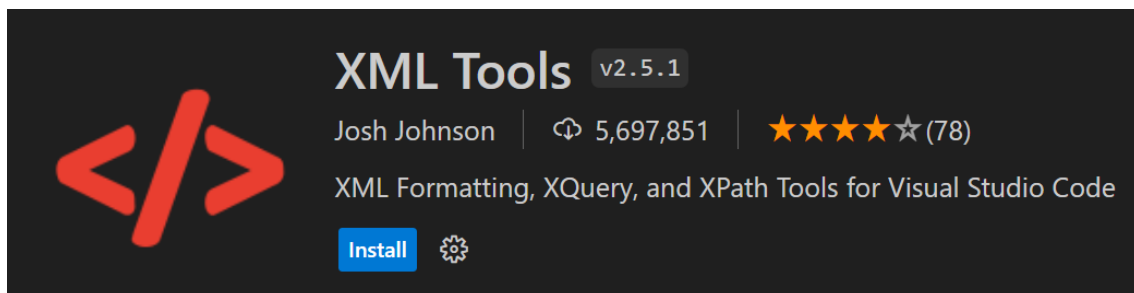 </>
XML Tools v2.5.1
Josh Johnson 5,697,851 (78)
XML Formatting, XQuery, and XPath Tools for Visual Studio Code
Install